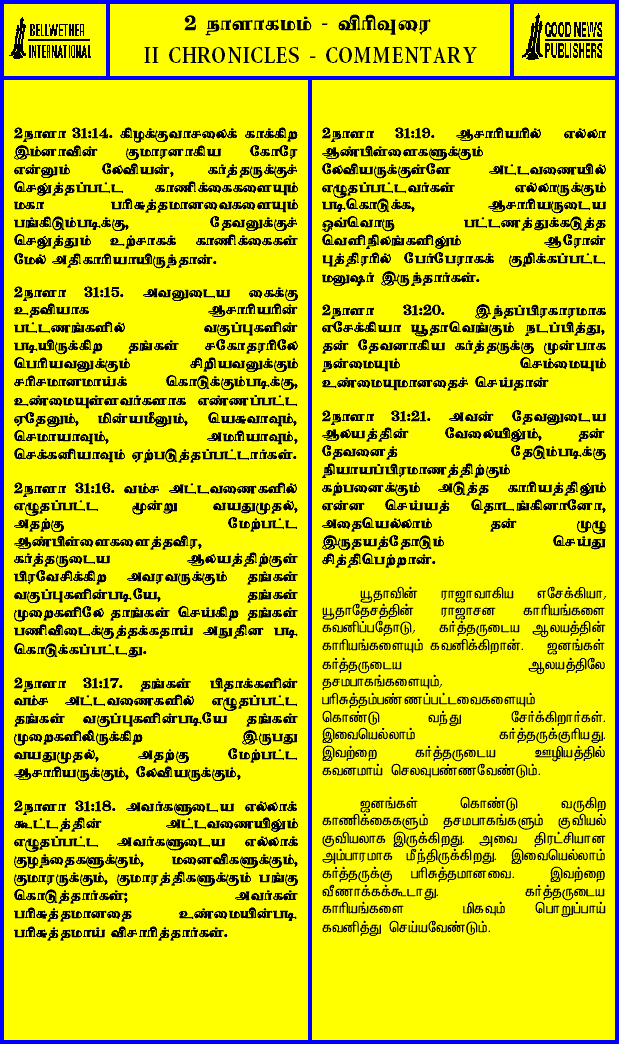 BELLWETHER
INTERNATIONAL
2 நாளாகமம் - விரிவுரை
II CHRONICLES - COMMENTARY
GOOD NEWS
PUBLISHERS
2நாளா 31:14. கிழக்குவாசலைக் காக்கிற
இம்னாவின் குமாரனாகிய கோரே
என்னும் லேவியன், கர்த்தருக்குச்
செலுத்தப்பட்ட காணிக்கைகளையும்
மகா பரிசுத்தமானவைகளையும்
பங்கிடும்படிக்கு, தேவனுக்குச்
செலுத்தும் உற்சாகக் காணிக்கைகள்
மேல் அதிகாரியாயிருந்தான்.
2நாளா 31:15. அவனுடைய கைக்கு
உதவியாக ஆசாரியரின்
பட்டணங்களில் வகுப்புகளின்
படியிருக்கிற தங்கள் சகோதரரிலே
பெரியவனுக்கும் சிறியவனுக்கும்
சரிசமானமாய்க் கொடுக்கும்படிக்கு,
உண்மையுள்ளவர்களாக எண்ணப்பட்ட
ஏதேனும், மின்யமீனும், யெசுவாவும்,
செமாயாவும், அமரியாவும்,
செக்கனியாவும் ஏற்படுத்தப்பட்டார்கள்.
2நாளா 31:16. வம்ச அட்டவணைகளில்
எழுதப்பட்ட மூன்று வயதுமுதல்,
அதற்கு மேற்பட்ட
ஆண்பிள்ளைகளைத்தவிர,
கர்த்தருடைய ஆலயத்திற்குள்
பிரவேசிக்கிற அவரவருக்கும் தங்கள்
வகுப்புகளின்படியே, தங்கள்
முறைகளிலே தாங்கள் செய்கிற தங்கள்
பணிவிடைக்குத்தக்கதாய் அநுதின படி
கொடுக்கப்பட்டது.
2நாளா 31:17. தங்கள் பிதாக்களின்
வம்ச அட்டவணைகளில் எழுதப்பட்ட
தங்கள் வகுப்புகளின்படியே தங்கள்
முறைகளிலிருக்கிற இருபது
வயதுமுதல், அதற்கு மேற்பட்ட
ஆசாரியருக்கும், லேவியருக்கும்,
2நாளா 31:18. அவர்களுடைய எல்லாக்
கூட்டத்தின் அட்டவணையிலும்
எழுதப்பட்ட அவர்களுடைய எல்லாக்
குழந்தைகளுக்கும், மனைவிகளுக்கும்,
குமாரருக்கும், குமாரத்திகளுக்கும் பங்கு
கொடுத்தார்கள்; அவர்கள்
பரிசுத்தமானதை உண்மையின்படி
பரிசுத்தமாய் விசாரித்தார்கள்.
2நாளா 31:19. ஆசாரியரில் எல்லா
ஆண்பிள்ளைகளுக்கும்
லேவியருக்குள்ளே அட்டவணையில்
எழுதப்பட்டவர்கள் எல்லாருக்கும்
படிகொடுக்க, ஆசாரியருடைய
ஒவ்வொரு பட்டணத்துக்கடுத்த
வெளிநிலங்களிலும் ஆரோன்
புத்திரரில் பேர்பேராகக் குறிக்கப்பட்ட
மனுஷர் இருந்தார்கள்.
2நாளா 31:20. இந்தப்பிரகாரமாக
எசேக்கியா யூதாவெங்கும் நடப்பித்து,
தன் தேவனாகிய கர்த்தருக்கு முன்பாக
நன்மையும் செம்மையும்
உண்மையுமானதைச் செய்தான்
2நாளா 31:21. அவன் தேவனுடைய
ஆலயத்தின் வேலையிலும், தன்
தேவனைத் தேடும்படிக்கு
நியாயப்பிரமாணத்திற்கும்
கற்பனைக்கும் அடுத்த காரியத்திலும்
என்ன செய்யத் தொடங்கினானோ,
அதையெல்லாம் தன் முழு
இருதயத்தோடும் செய்து
சித்திபெற்றான்.
யூதாவின் ராஜாவாகிய எசேக்கியா,
யூதாதேசத்தின் ராஜாசன காரியங்களை
கவனிப்பதோடு, கர்த்தருடைய ஆலயத்தின்
காரியங்களையும் கவனிக்கிறான். ஜனங்கள்
கர்த்தருடைய ஆலயத்திலே
தசமபாகங்களையும்,
பரிசுத்தம்பண்ணப்பட்டவைகளையும்
கொண்டு வந்து சேர்க்கிறார்கள்.
இவையெல்லாம் கர்த்தருக்குரியது.
இவற்றை கர்த்தருடைய ஊழியத்தில்
கவனமாய் செலவுபண்ணவேண்டும்.
ஜனங்கள் கொண்டு வருகிற
காணிக்கைகளும் தசமபாகங்களும் குவியல்
குவியலாக இருக்கிறது. அவை திரட்சியான
அம்பாரமாக மீந்திருக்கிறது. இவையெல்லாம்
கர்த்தருக்கு பரிசுத்தமானவை. இவற்றை
வீணாக்கக்கூடாது. கர்த்தருடைய
காரியங்களை மிகவும் பொறுப்பாய்
கவனித்து செய்யவேண்டும்.